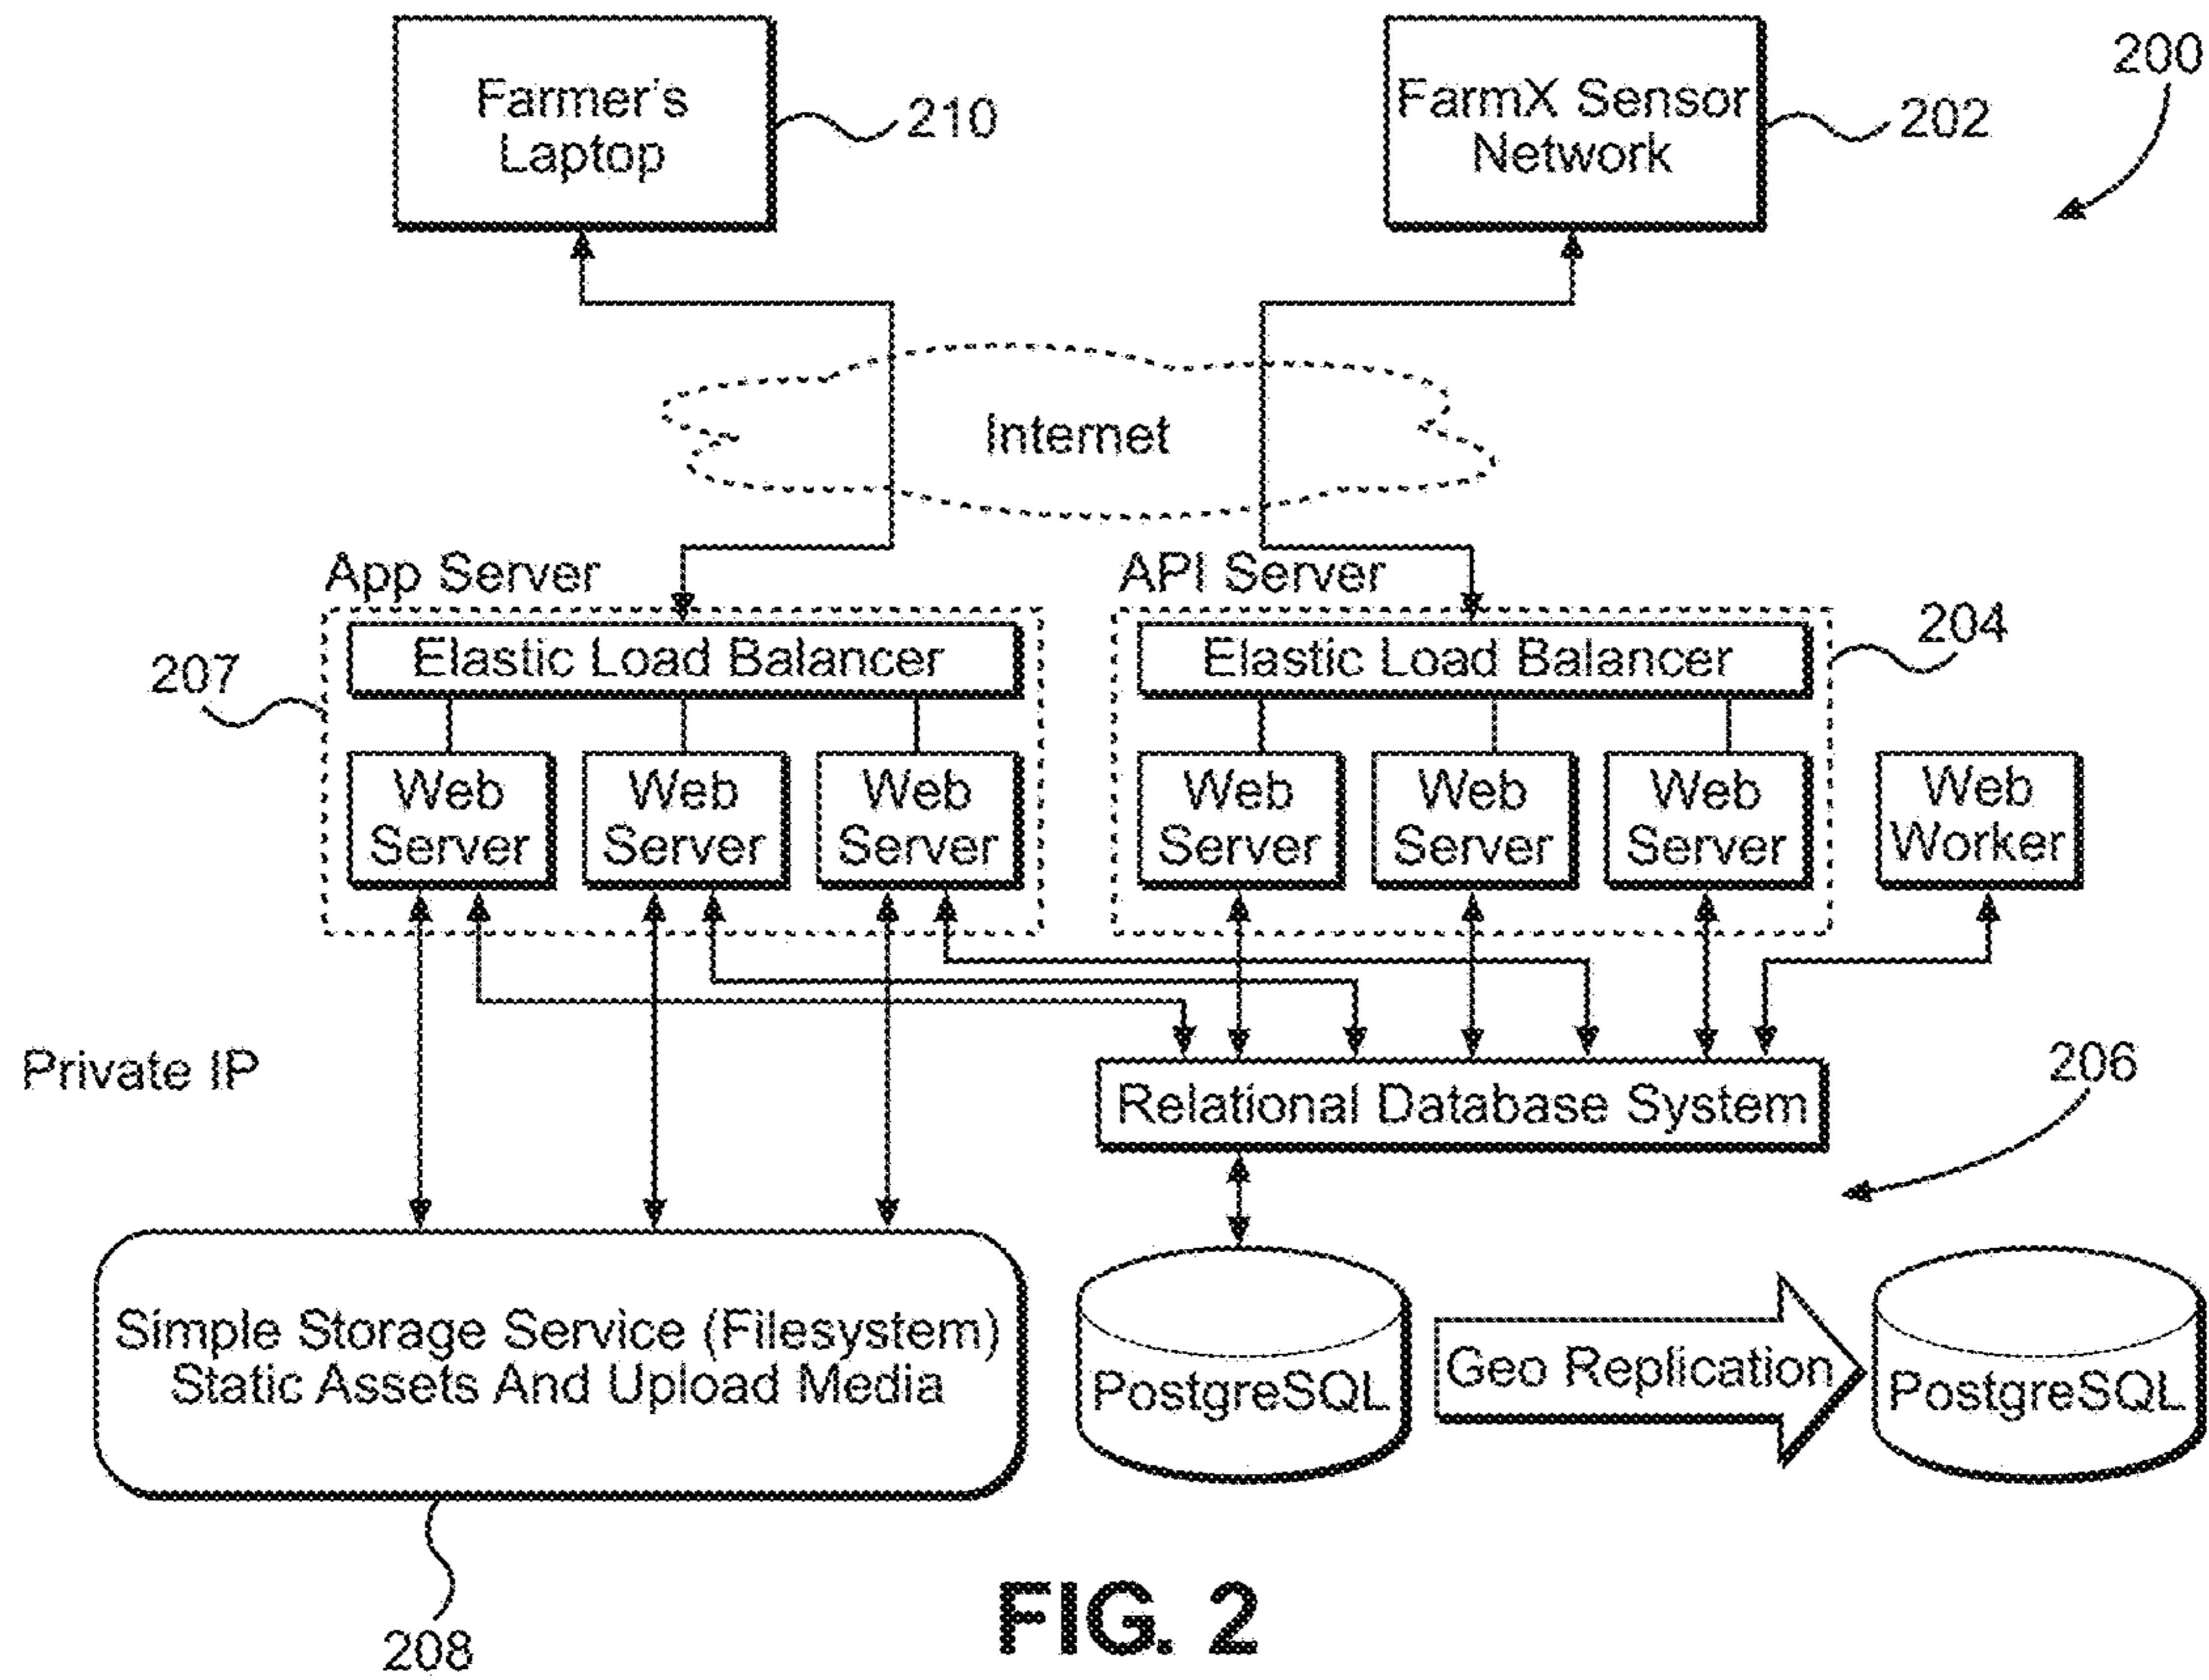 Farmer's
Laptop
210
FarmX Sensor
Network
202
200
Internet
App Server
API Server
207
Elastic Load Balancer
Elastic Load Balancer
204
Web
Server
Web
Server
Web
Server
Web
Server
Web
Server
Web
Server
Web
Worker
Private IP
Relational Database System
206
Simple Storage Service (Filesystem)
Static Assets And Upload Media
PostgreSQL
Geo Replication
PostgreSQL
208
FIG. 2